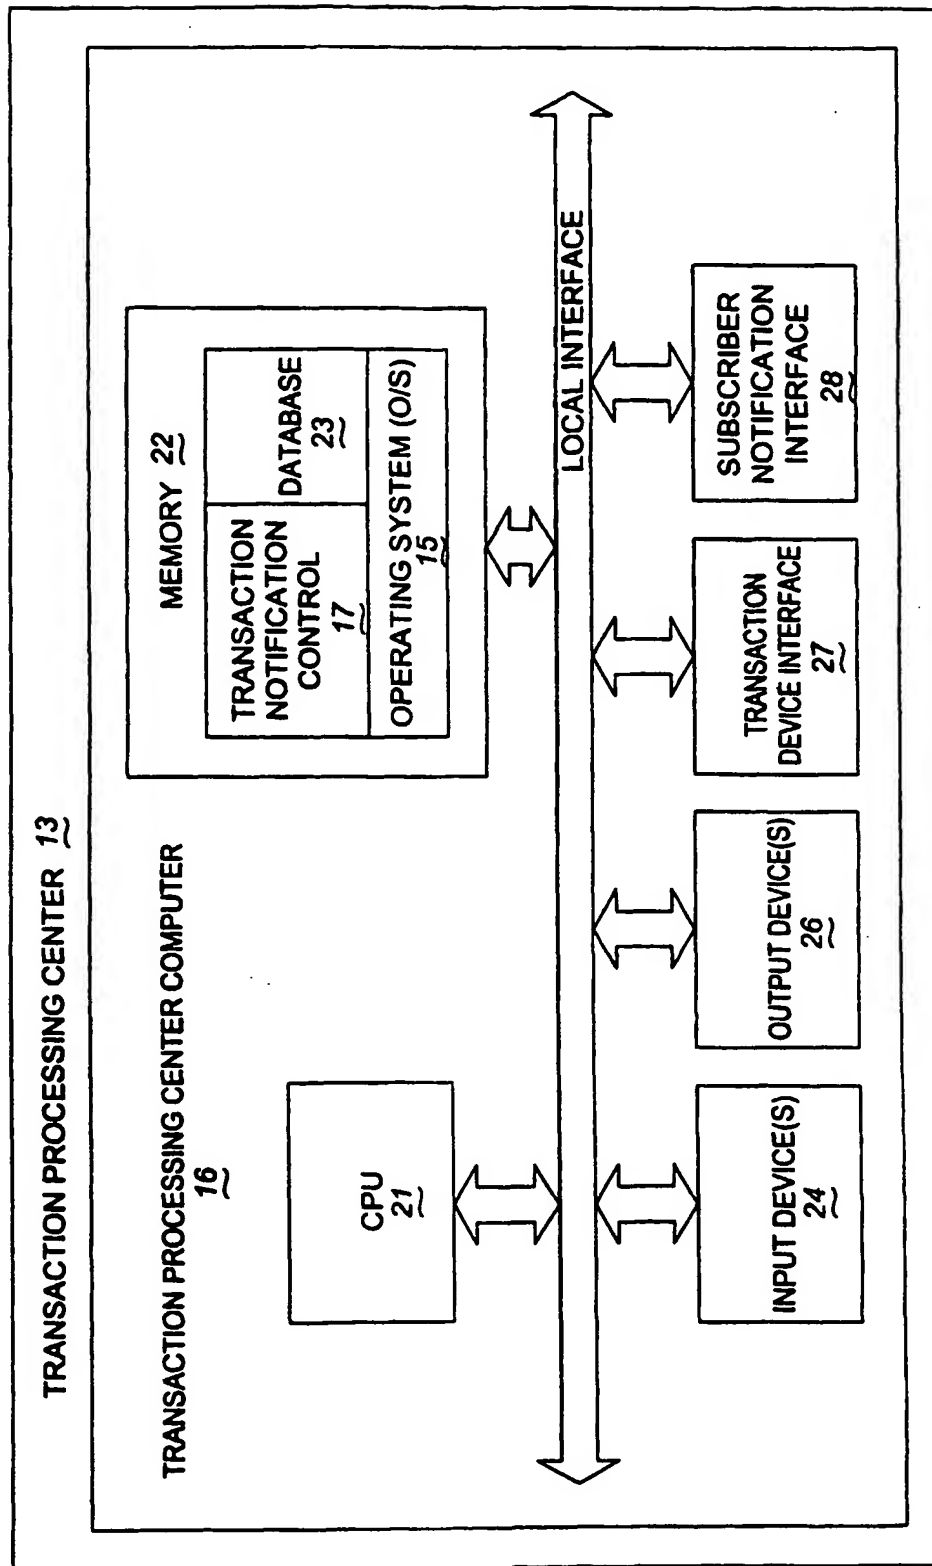 TRANSACTION PROCESSING CENTER 13
TRANSACTION PROCESSING CENTER COMPUTER
16
CPU
21
MEMORY 22
TRANSACTION
NOTIFICATION
CONTROL
17
DATABASE
23
OPERATING SYSTEM (O/S)
15
LOCAL INTERFACE
INPUT DEVICE(S)
24
OUTPUT DEVICE(S)
26
TRANSACTION
DEVICE INTERFACE
27
SUBSCRIBER
NOTIFICATION
INTERFACE
28